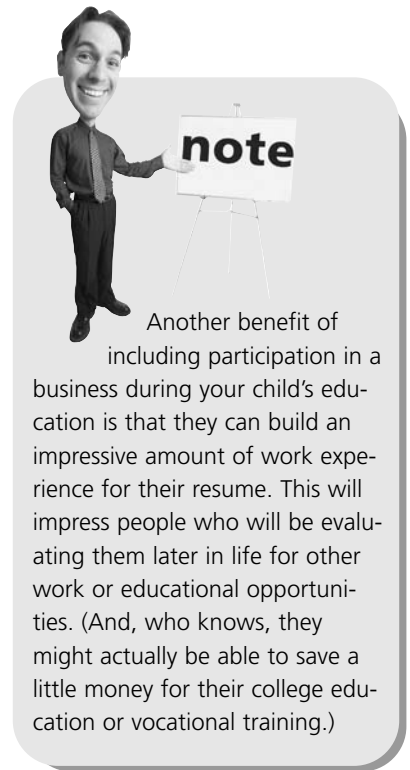 note
Another benefit of
including participation in a
business during your child's edu-
cation is that they can build an
impressive amount of work expe-
rience for their resume. This will
impress people who will be evalu-
ating them later in life for other
work or educational opportuni-
ties. (And, who knows, they
might actually be able to save a
little money for their college edu-
cation or vocational training.)